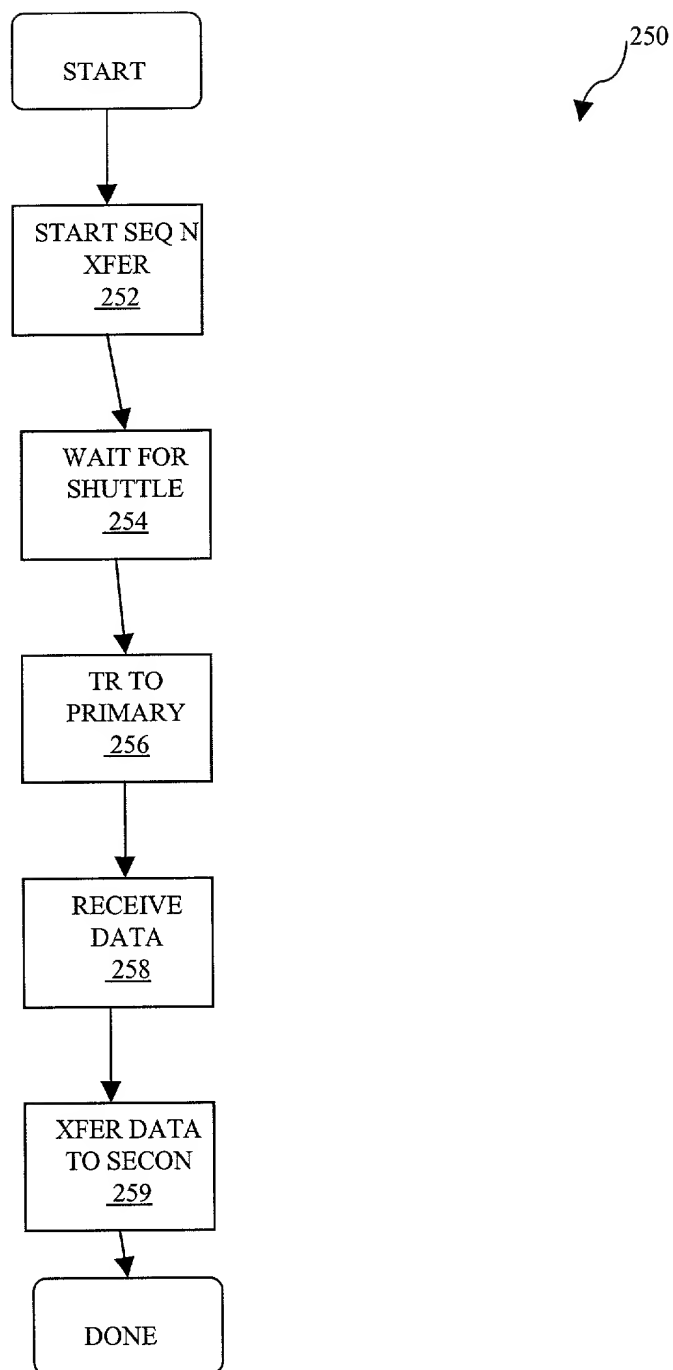 START
250
START SEQ N
XFER
252
WAIT FOR
SHUTTLE
254
TR TO
PRIMARY
256
RECEIVE
DATA
258
XFER DATA
TO SECON
259
DONE